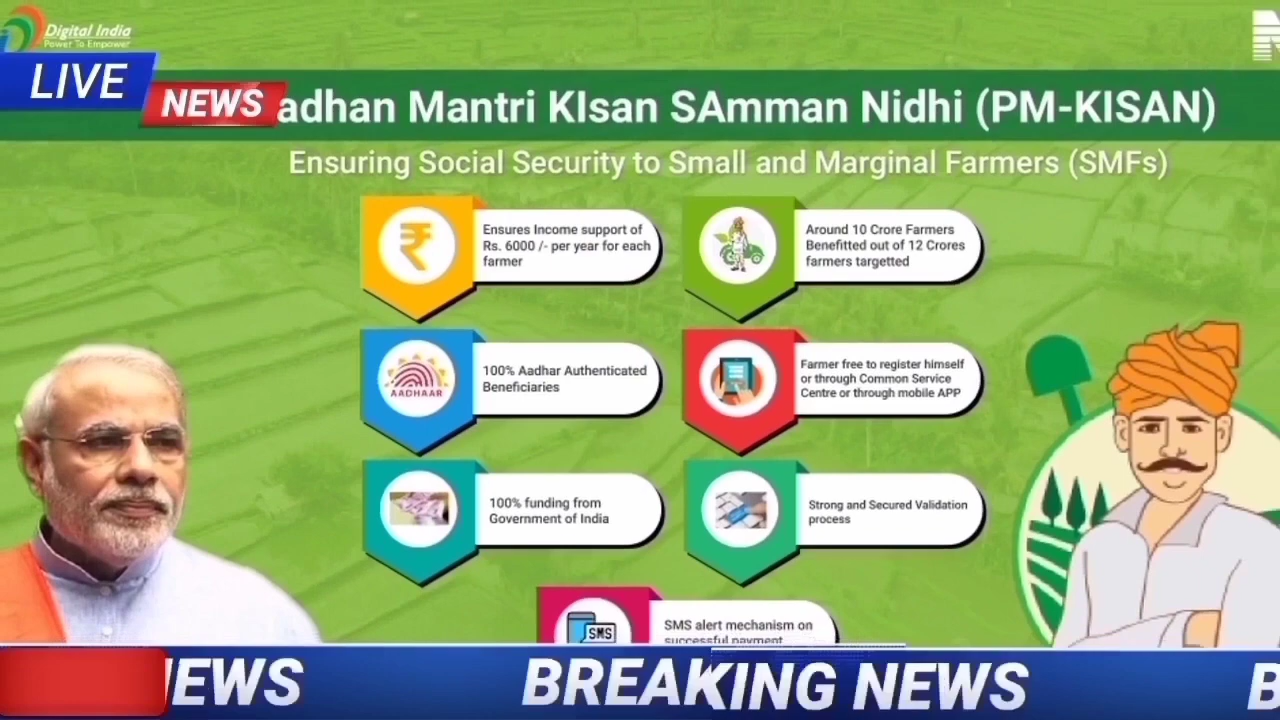 Digital India
Power To Empower
LIVE
NEWS
adhan Mantri KIsan SAmman Nidhi (PM-KISAN)
Ensuring Social Security to Small and Marginal Farmers (SMFs)
Ensures Income support of
Rs. 6000 /- per year for each
farmer
Around 10 Crore Farmers
Benefitted out of 12 Crores
farmers targetted
100% Aadhar Authenticated
Beneficiaries
AADHAAR
Farmer free to register himself
or through Common Service
Centre or through mobile APP
100% funding from
Government of India
Strong and Secured Validation
process
SMS
SMS alert mechanism on
successful payment
NEWS
BREAKING NEWS
B